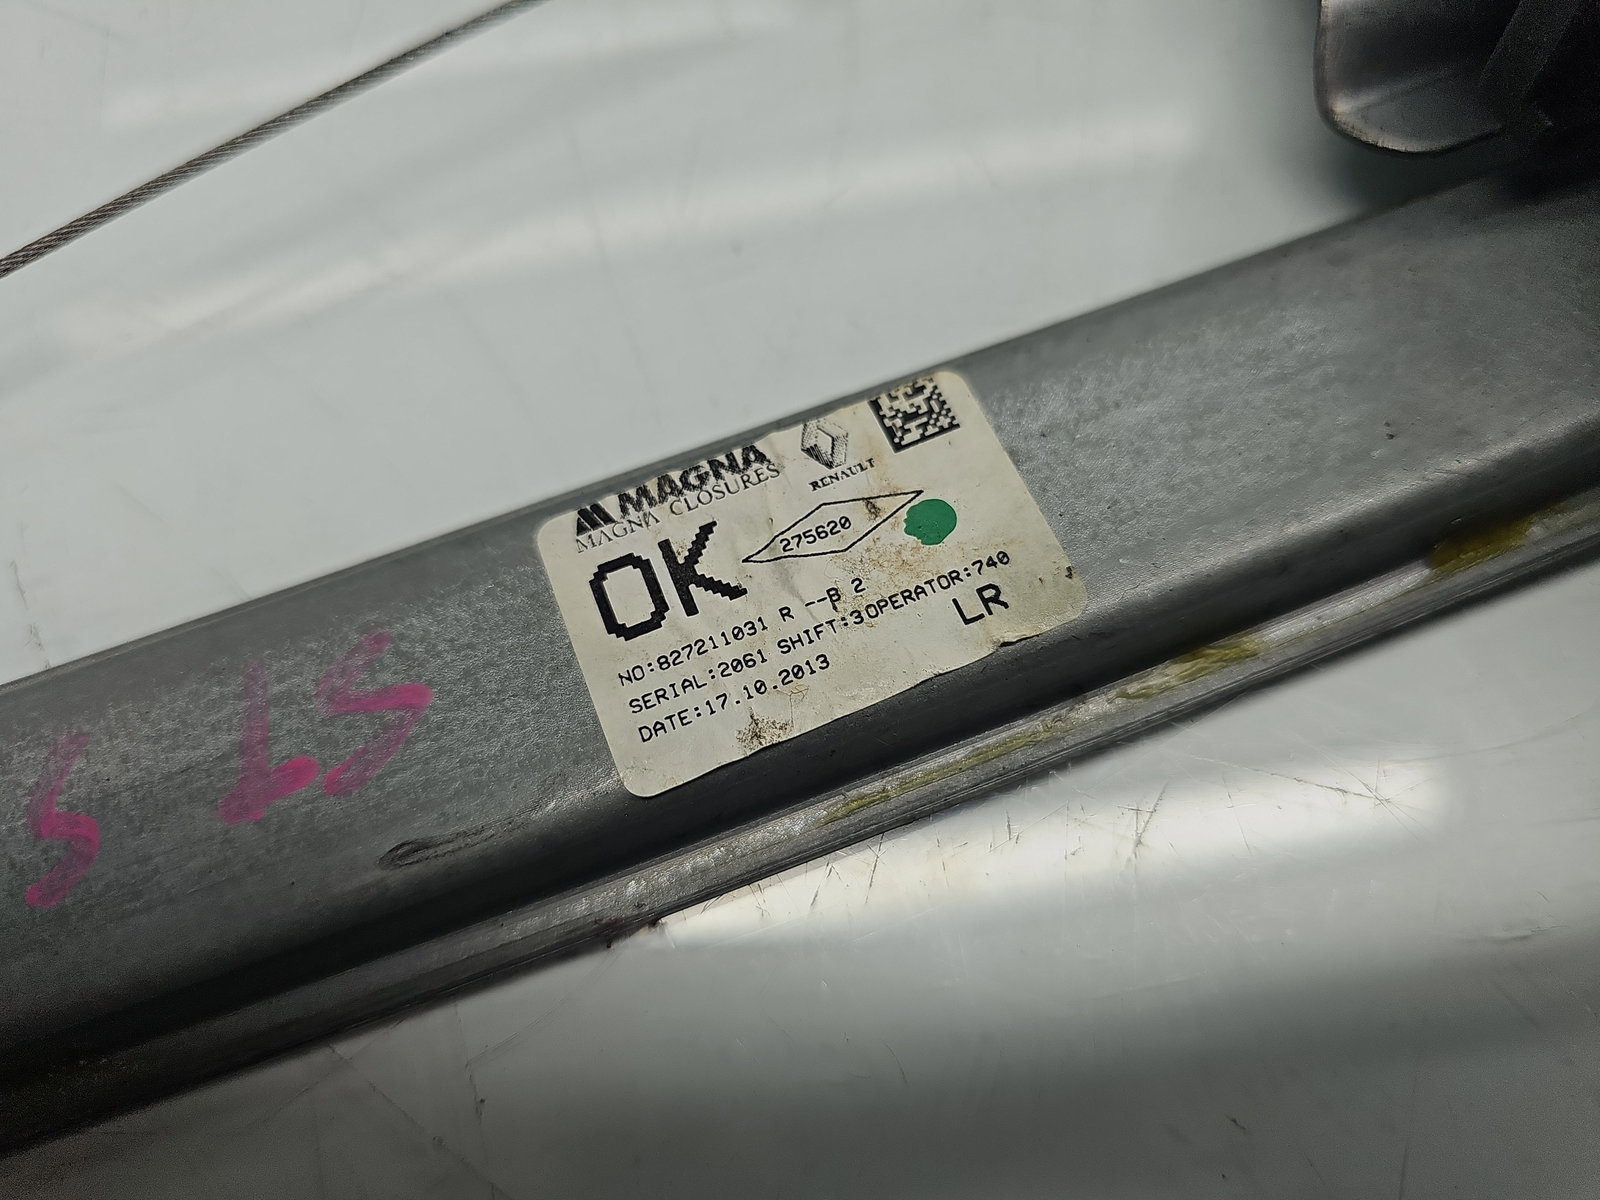 MAGNA
MAGNA CLOSURES
RENAULT
OK
275620
NO:827211031 R --B 2
SERIAL:2061 SHIFT:3OPERATOR:740
DATE:17.10.2013
LR